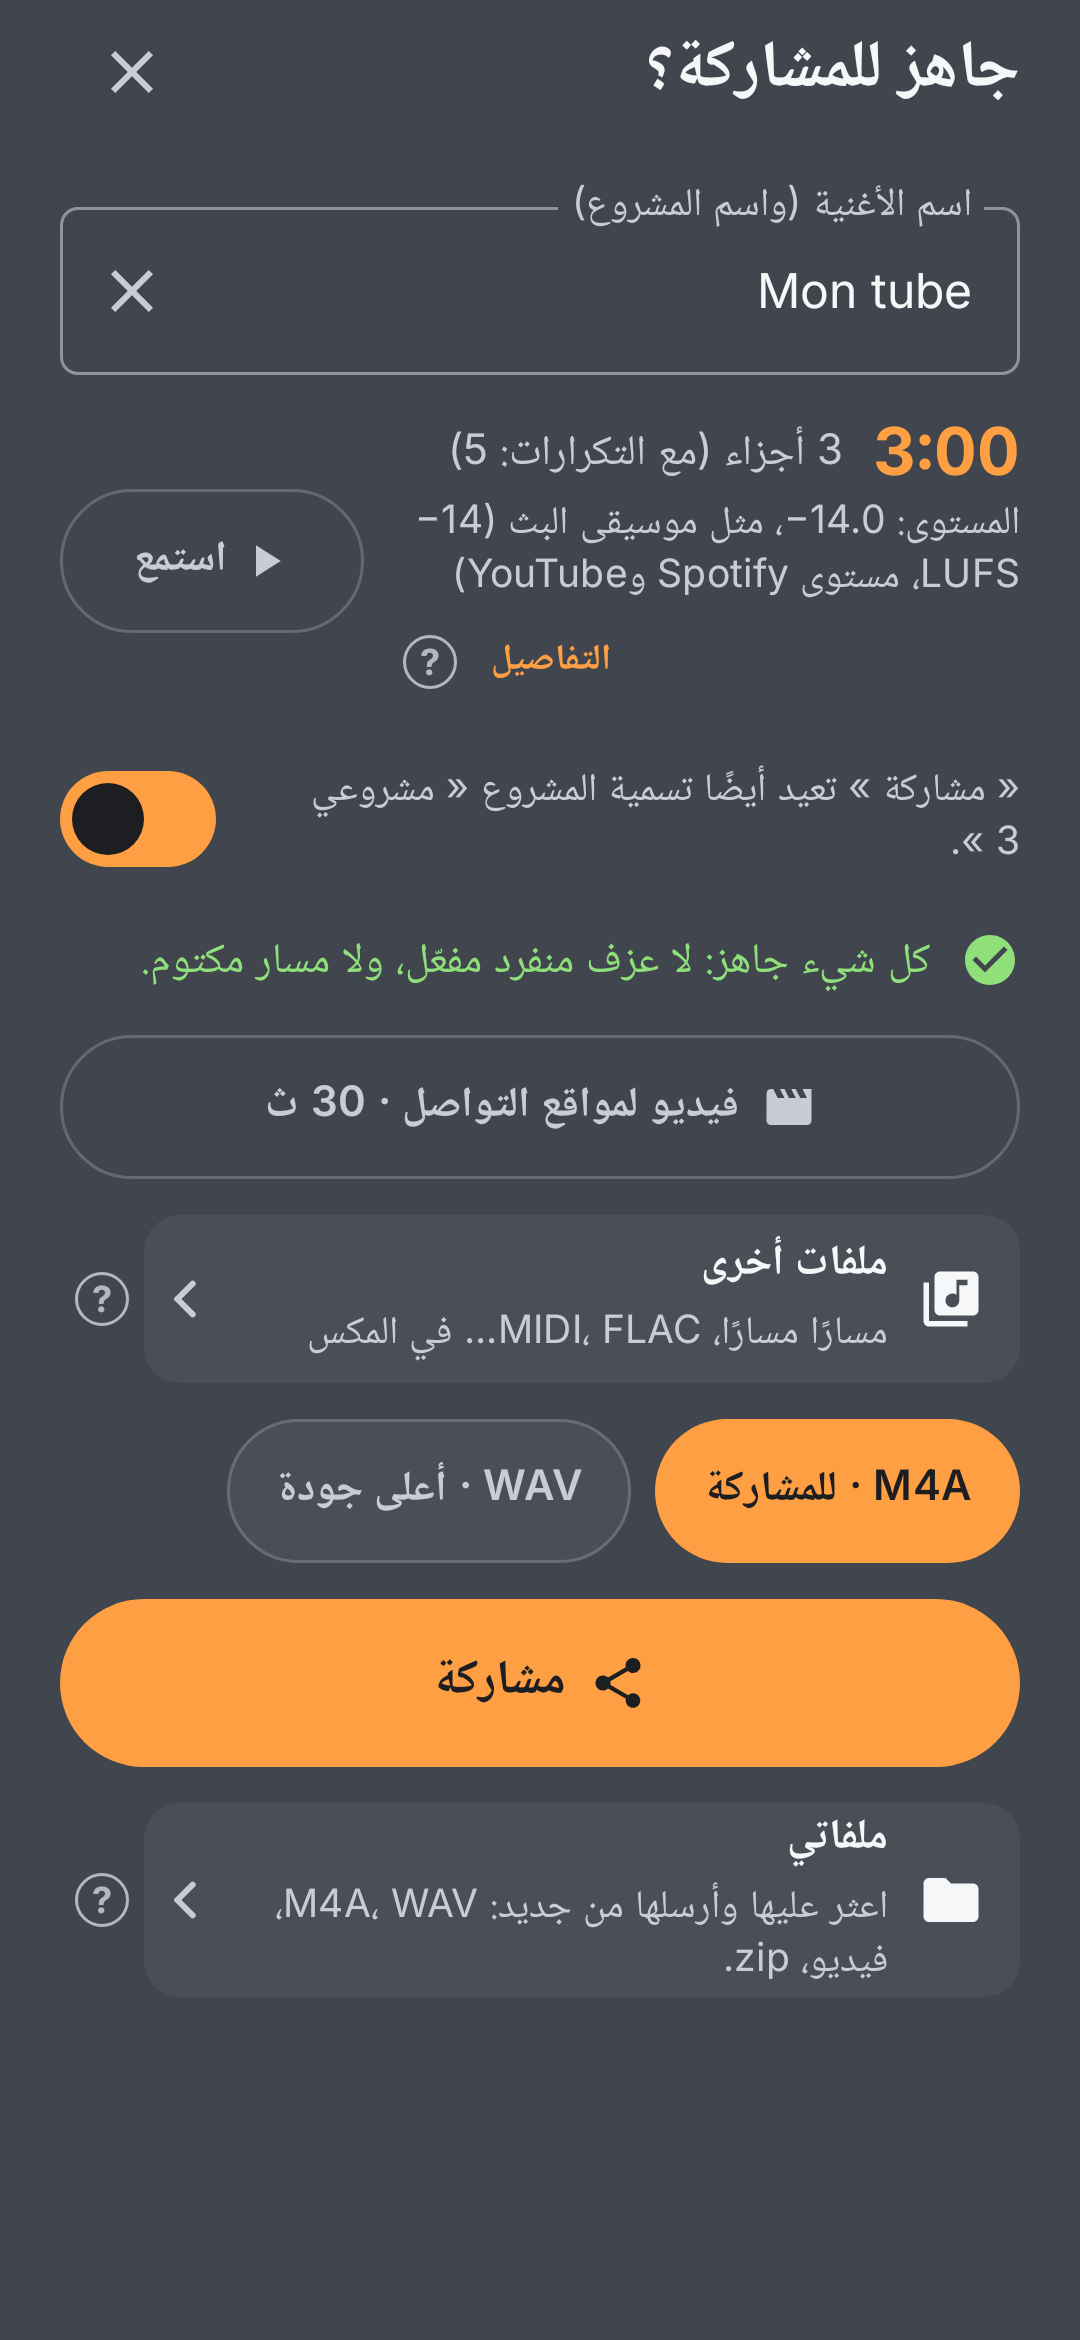 جاهز للمشاركة؟
اسم الأغنية (واسم المشروع)
Mon tube
3:00 3 أجزاء (مع التكرارات: 5)
المستوى: 14.0−، مثل موسيقى البث (14−
LUFS، مستوى Spotify وYouTube)
استمع
التفاصيل ?
« مشاركة » تعيد أيضًا تسمية المشروع « مشروعي
3 ».
كل شيء جاهز: لا عزف منفرد مفعّل، ولا مسار مكتوم.
فيديو لمواقع التواصل · 30 ث
ملفات أخرى
مسارًا مسارًا، MIDI، FLAC... في المكس
?
M4A · للمشاركة
WAV · أعلى جودة
مشاركة
ملفاتي
اعثر عليها وأرسلها من جديد: M4A، WAV،
فيديو، zip.
?